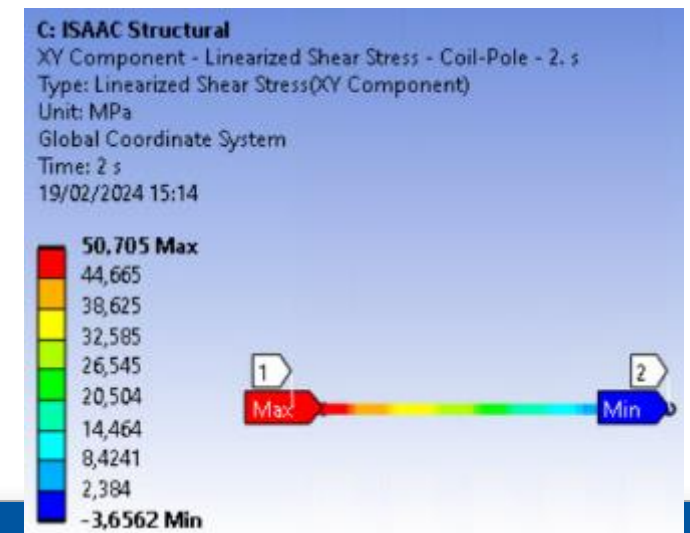 C: ISAAC Structural
XY Component - Linearized Shear Stress - Coil-Pole - 2. s
Type: Linearized Shear Stress(XY Component)
Unit: MPa
Global Coordinate System
Time: 2 s
19/02/2024 15:14
50,705 Max
44,665
38,625
32,585
26,545
20,504
14,464
8,4241
2,384
-3,6562 Min
1
2
Max
Min